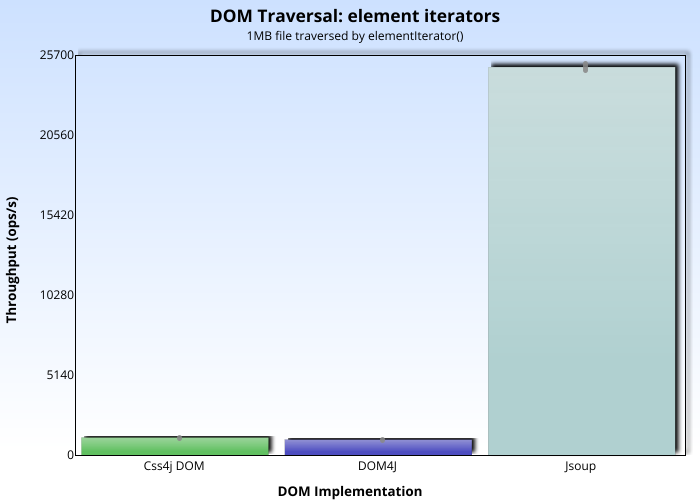 DOM Traversal: element iterators
1MB file traversed by elementIterator()
25700
20560
15420
10280
5140
0
Throughput (ops/s)
Css4j DOM
DOM4J
Jsoup
DOM Implementation